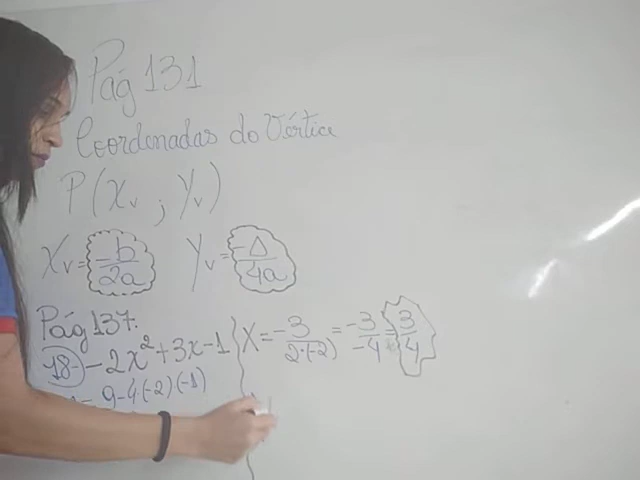 Pág 131
Coordenadas do Vértice
P(Xv ; Yv)
Xv = -b/2a Yv = -Δ/4a
Pág 137.
18- -2x² + 3x - 1
9-4·(-2)(-1)
X = -3/2·(-2) = -3/-4 = 3/4